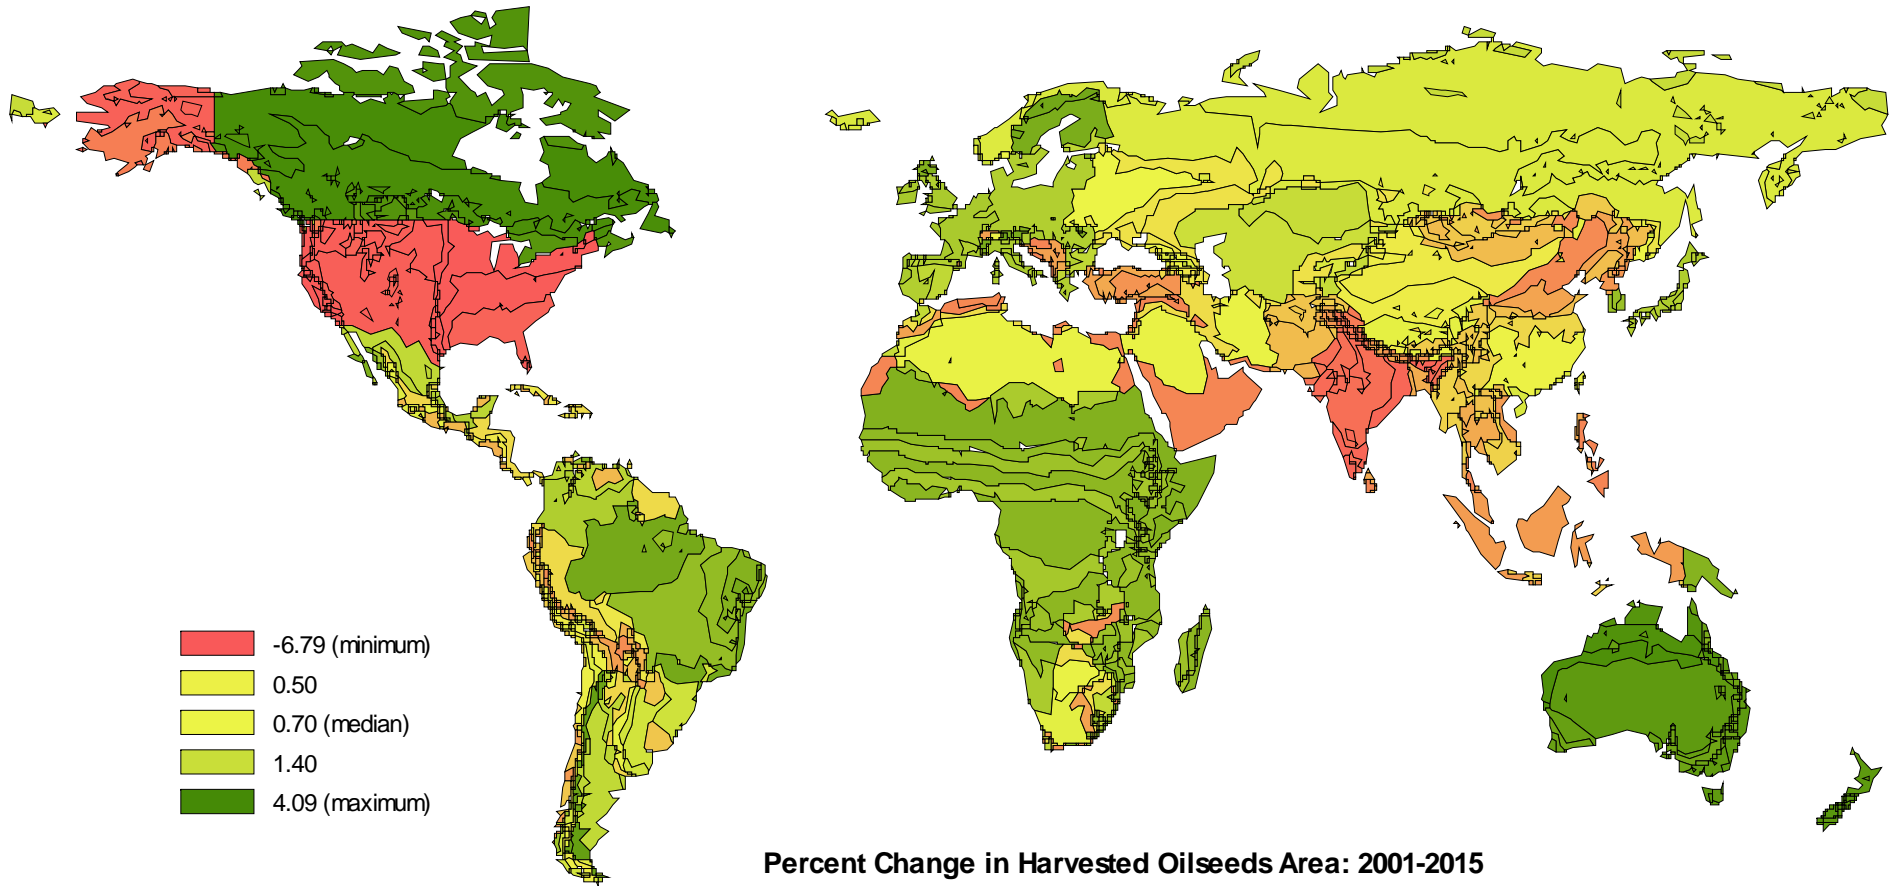 -6.79 (minimum)
0.50
0.70 (median)
1.40
4.09 (maximum)
Percent Change in Harvested Oilseeds Area: 2001-2015